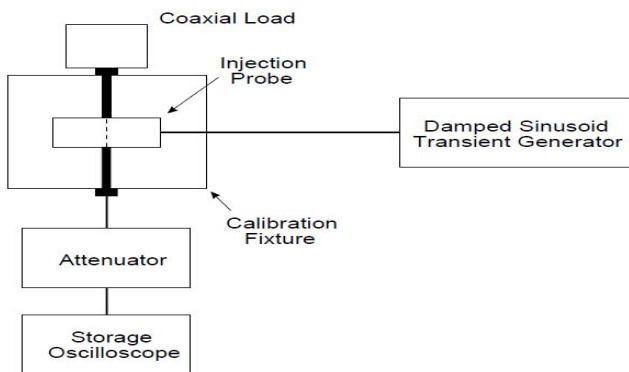 Coaxial Load
Injection
Probe
Damped Sinusoid
Transient Generator
Calibration
Fixture
Attenuator
Storage
Oscilloscope